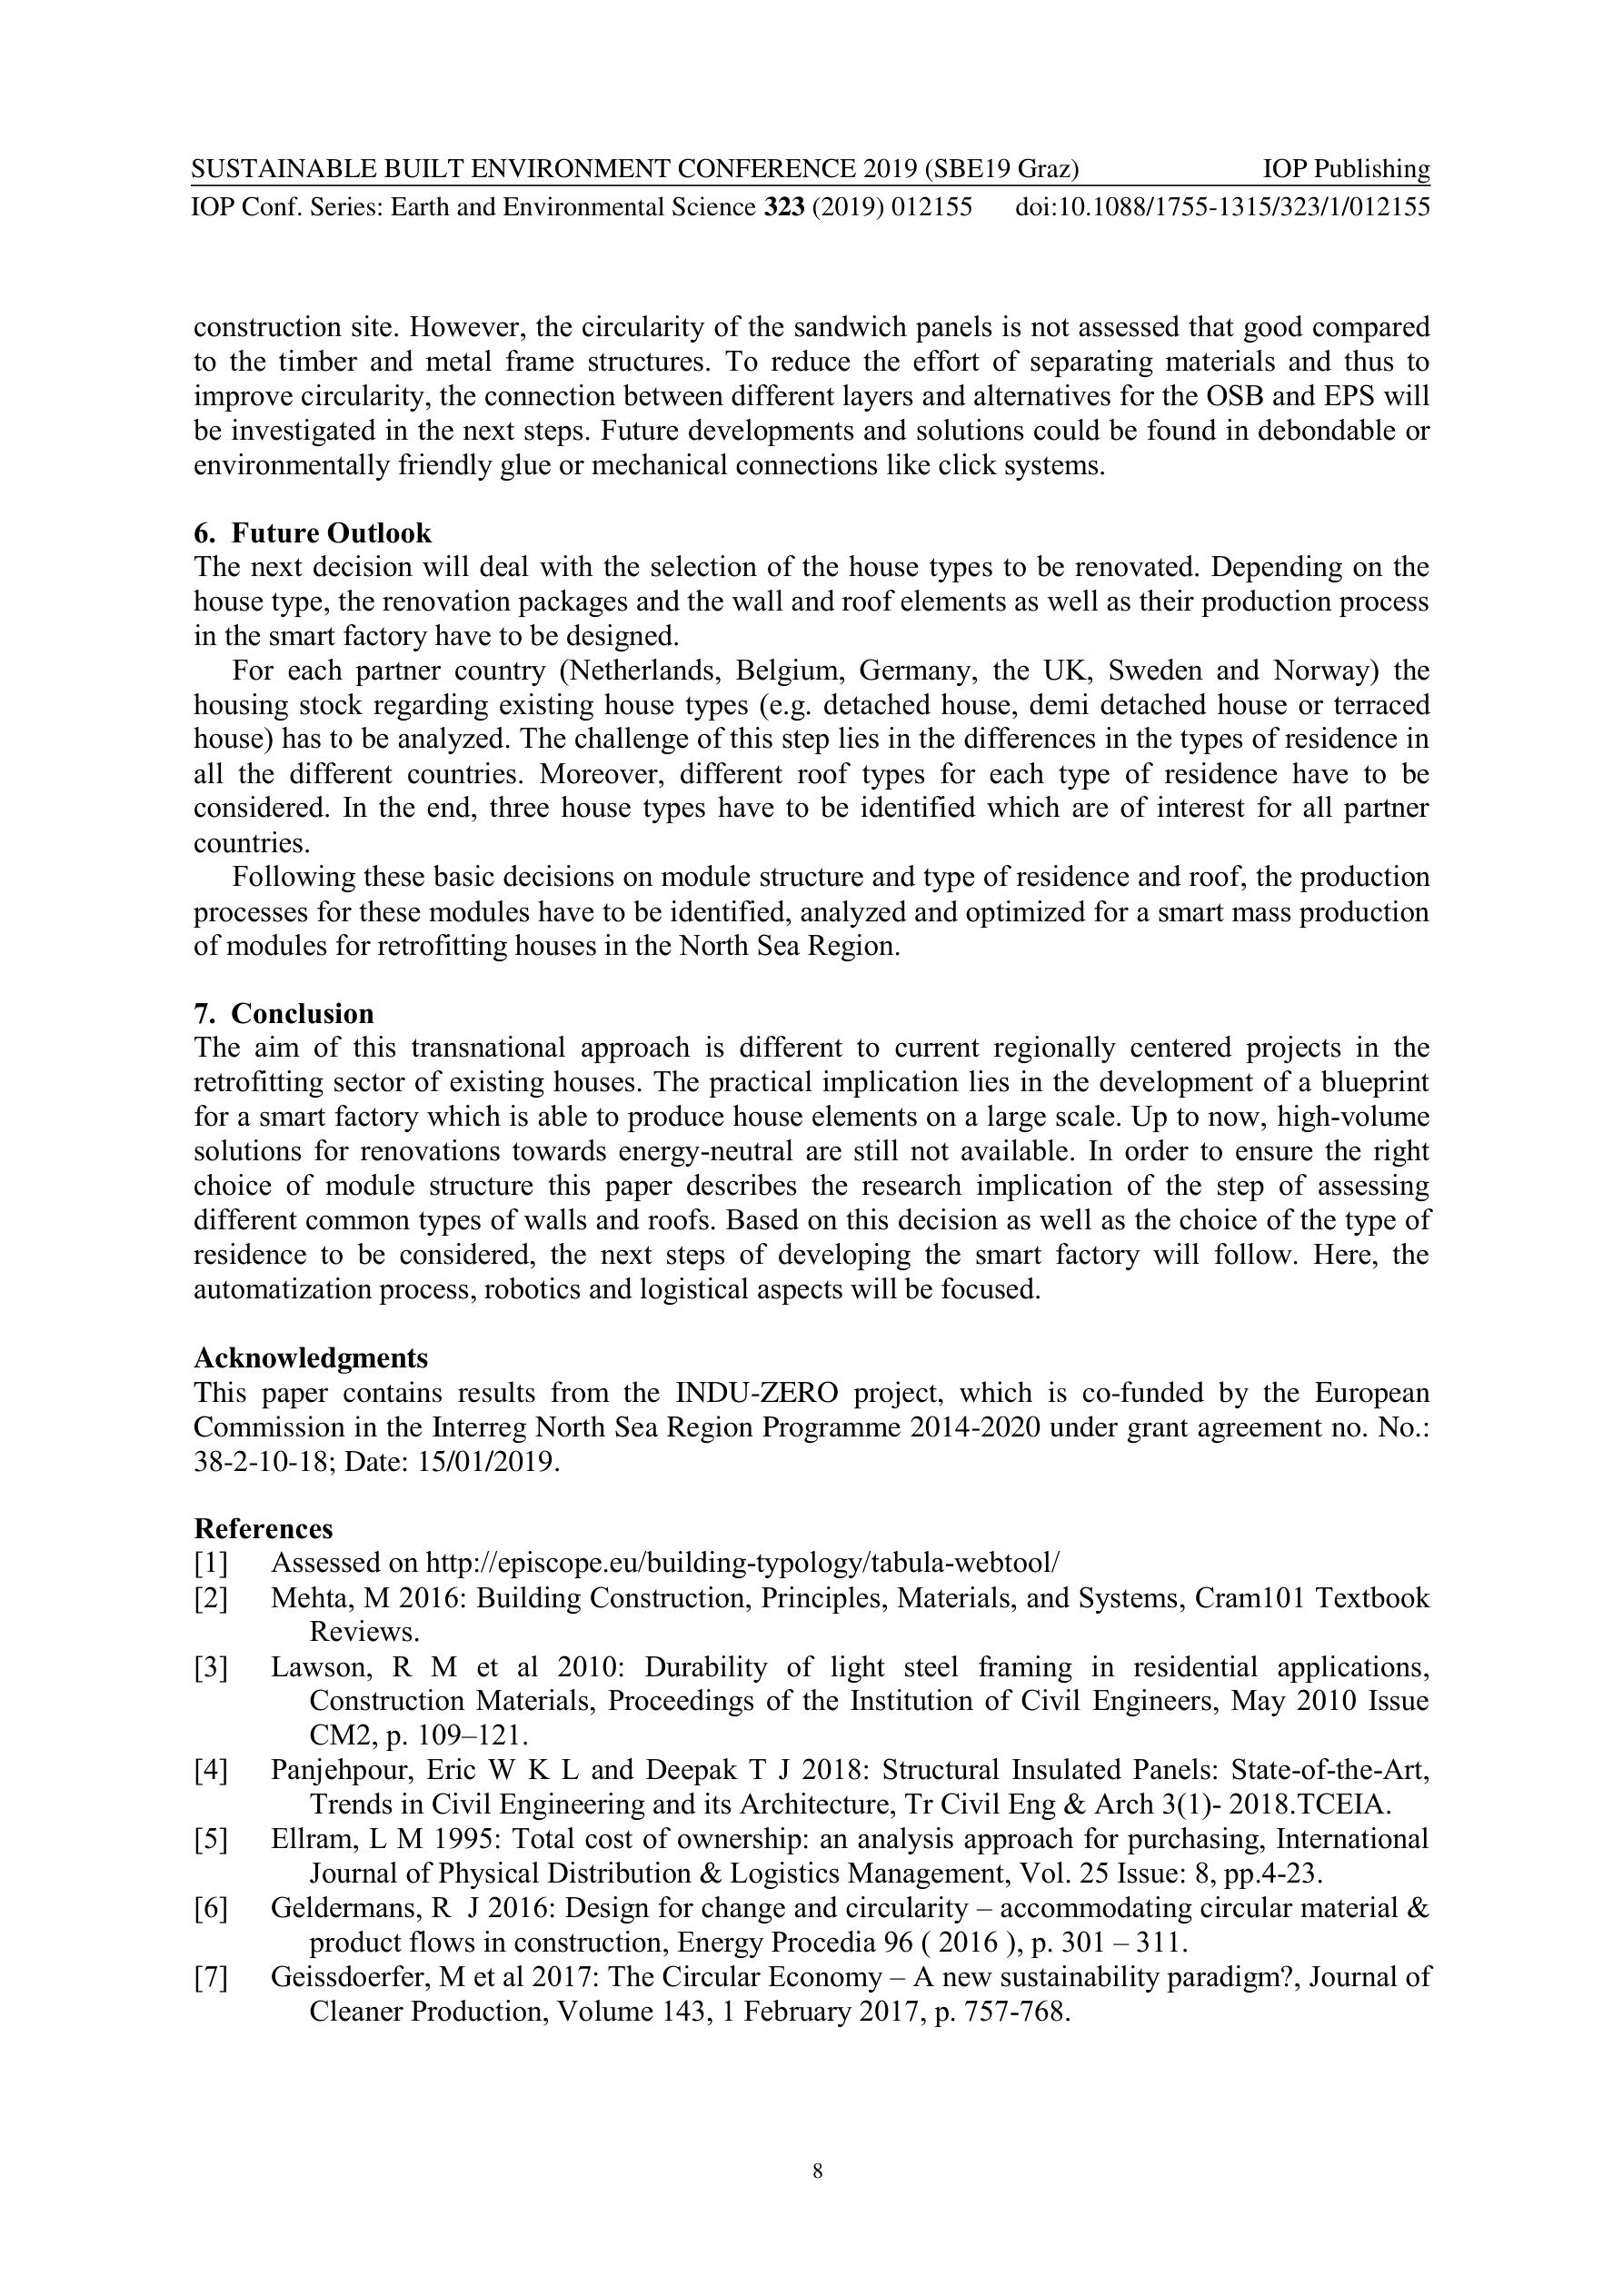 SUSTAINABLE BUILT ENVIRONMENT CONFERENCE 2019 (SBE19 Graz) IOP Publishing
IOP Conf. Series: Earth and Environmental Science 323 (2019) 012155 doi:10.1088/1755-1315/323/1/012155
construction site. However, the circularity of the sandwich panels is not assessed that good compared
to the timber and metal frame structures. To reduce the effort of separating materials and thus to
improve circularity, the connection between different layers and alternatives for the OSB and EPS will
be investigated in the next steps. Future developments and solutions could be found in debondable or
environmentally friendly glue or mechanical connections like click systems.
6. Future Outlook
The next decision will deal with the selection of the house types to be renovated. Depending on the
house type, the renovation packages and the wall and roof elements as well as their production process
in the smart factory have to be designed.
For each partner country (Netherlands, Belgium, Germany, the UK, Sweden and Norway) the
housing stock regarding existing house types (e.g. detached house, demi detached house or terraced
house) has to be analyzed. The challenge of this step lies in the differences in the types of residence in
all the different countries. Moreover, different roof types for each type of residence have to be
considered. In the end, three house types have to be identified which are of interest for all partner
countries.
Following these basic decisions on module structure and type of residence and roof, the production
processes for these modules have to be identified, analyzed and optimized for a smart mass production
of modules for retrofitting houses in the North Sea Region.
7. Conclusion
The aim of this transnational approach is different to current regionally centered projects in the
retrofitting sector of existing houses. The practical implication lies in the development of a blueprint
for a smart factory which is able to produce house elements on a large scale. Up to now, high-volume
solutions for renovations towards energy-neutral are still not available. In order to ensure the right
choice of module structure this paper describes the research implication of the step of assessing
different common types of walls and roofs. Based on this decision as well as the choice of the type of
residence to be considered, the next steps of developing the smart factory will follow. Here, the
automatization process, robotics and logistical aspects will be focused.
Acknowledgments
This paper contains results from the INDU-ZERO project, which is co-funded by the European
Commission in the Interreg North Sea Region Programme 2014-2020 under grant agreement no. No.:
38-2-10-18; Date: 15/01/2019.
References
[1] Assessed on http://episcope.eu/building-typology/tabula-webtool/
[2] Mehta, M 2016: Building Construction, Principles, Materials, and Systems, Cram101 Textbook
Reviews.
[3] Lawson, R M et al 2010: Durability of light steel framing in residential applications,
Construction Materials, Proceedings of the Institution of Civil Engineers, May 2010 Issue
CM2, p. 109–121.
[4] Panjehpour, Eric W K L and Deepak T J 2018: Structural Insulated Panels: State-of-the-Art,
Trends in Civil Engineering and its Architecture, Tr Civil Eng & Arch 3(1)- 2018.TCEIA.
[5] Ellram, L M 1995: Total cost of ownership: an analysis approach for purchasing, International
Journal of Physical Distribution & Logistics Management, Vol. 25 Issue: 8, pp.4-23.
[6] Geldermans, R J 2016: Design for change and circularity – accommodating circular material &
product flows in construction, Energy Procedia 96 ( 2016 ), p. 301 – 311.
[7] Geissdoerfer, M et al 2017: The Circular Economy – A new sustainability paradigm?, Journal of
Cleaner Production, Volume 143, 1 February 2017, p. 757-768.
8